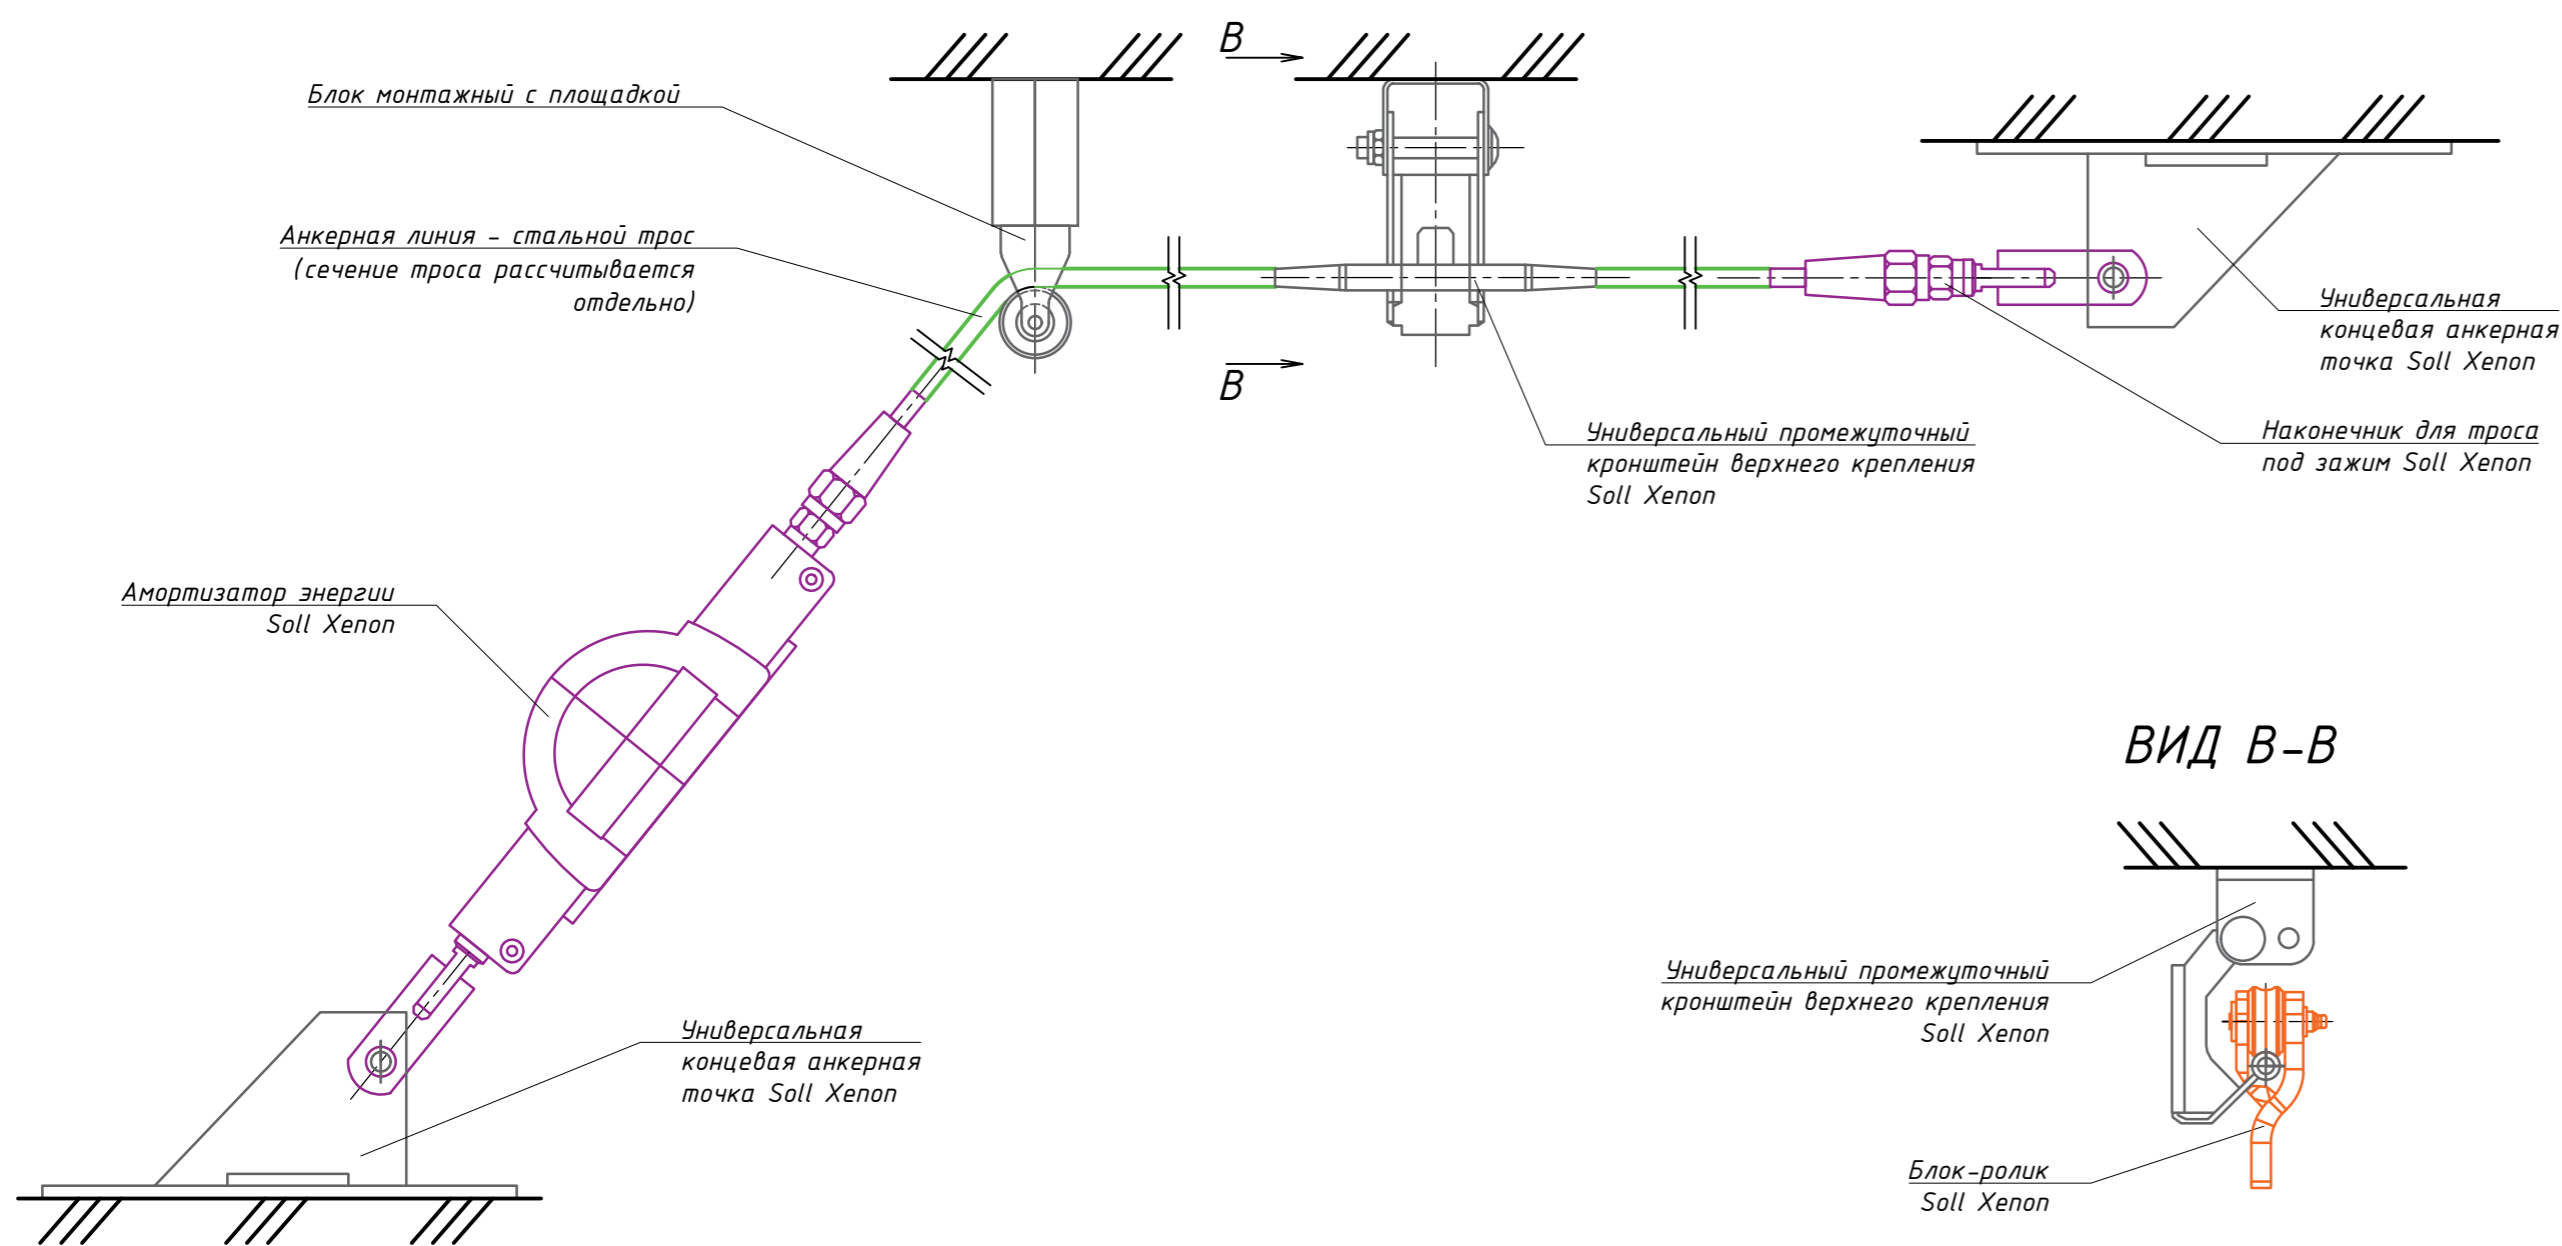 В
Блок монтажный с площадкой
Анкерная линия - стальной трос
(сечение троса рассчитывается
отдельно)
Универсальная
концевая анкерная
точка Soll Xenon
В
Универсальный промежуточный
кронштейн верхнего крепления
Soll Xenon
Наконечник для троса
под зажим Soll Xenon
Амортизатор энергии
Soll Xenon
ВИД В-В
Универсальный промежуточный
кронштейн верхнего крепления
Soll Xenon
Универсальная
концевая анкерная
точка Soll Xenon
Блок-ролик
Soll Xenon